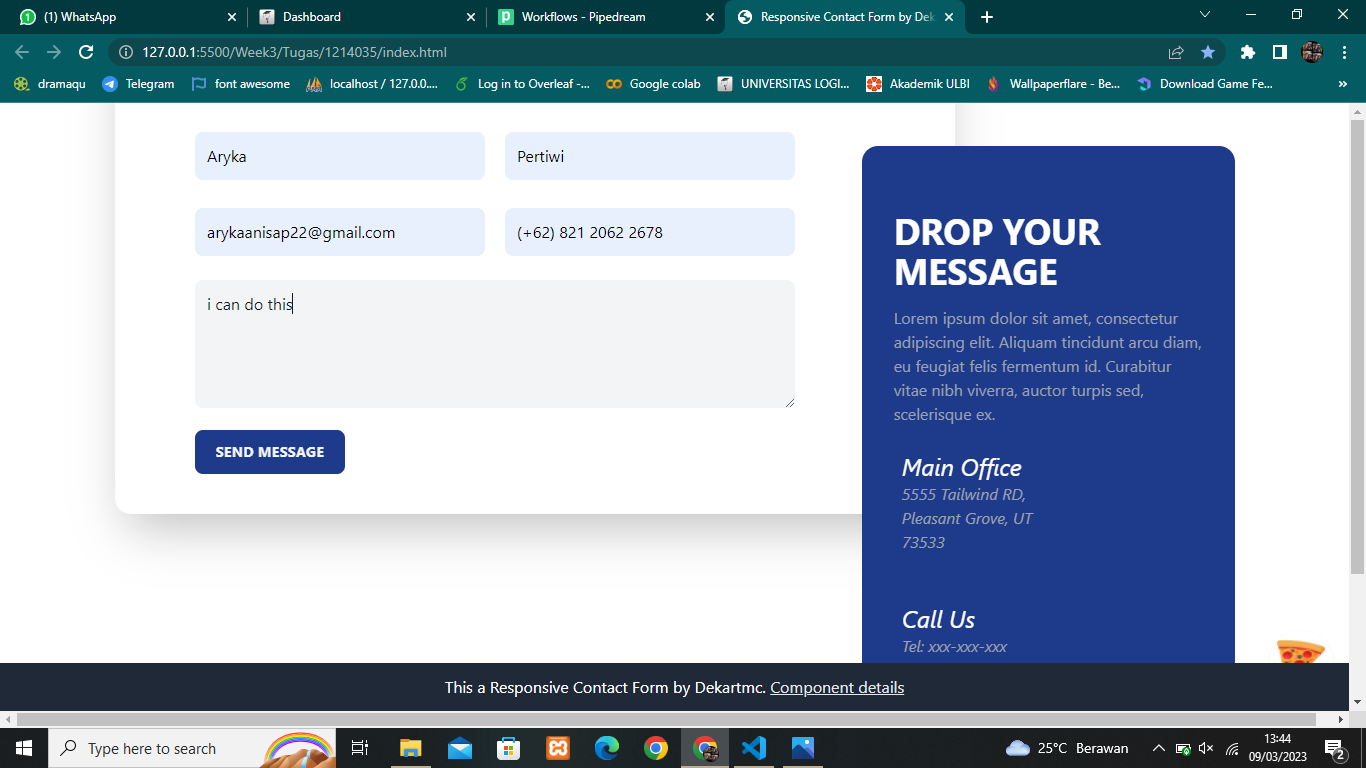 (1) WhatsApp
Dashboard
Workflows - Pipedream
Responsive Contact Form by Dek
127.0.0.1:5500/Week3/Tugas/1214035/index.html
dramaqu
Telegram
font awesome
localhost / 127.0.0....
Log in to Overleaf -...
Google colab
UNIVERSITAS LOGI...
Akademik ULBI
Wallpaperflare - Be...
Download Game Fe...
»
Aryka
Pertiwi
arykaanisap22@gmail.com
(+62) 821 2062 2678
i can do this
SEND MESSAGE
DROP YOUR
MESSAGE
Lorem ipsum dolor sit amet, consectetur
adipiscing elit. Aliquam tincidunt arcu diam,
eu feugiat felis fermentum id. Curabitur
vitae nibh viverra, auctor turpis sed,
scelerisque ex.
Main Office
5555 Tailwind RD,
Pleasant Grove, UT
73533
Call Us
Tel: xxx-xxx-xxx
This a Responsive Contact Form by Dekartmc. Component details
Type here to search
25°C Berawan
13:44
09/03/2023
2